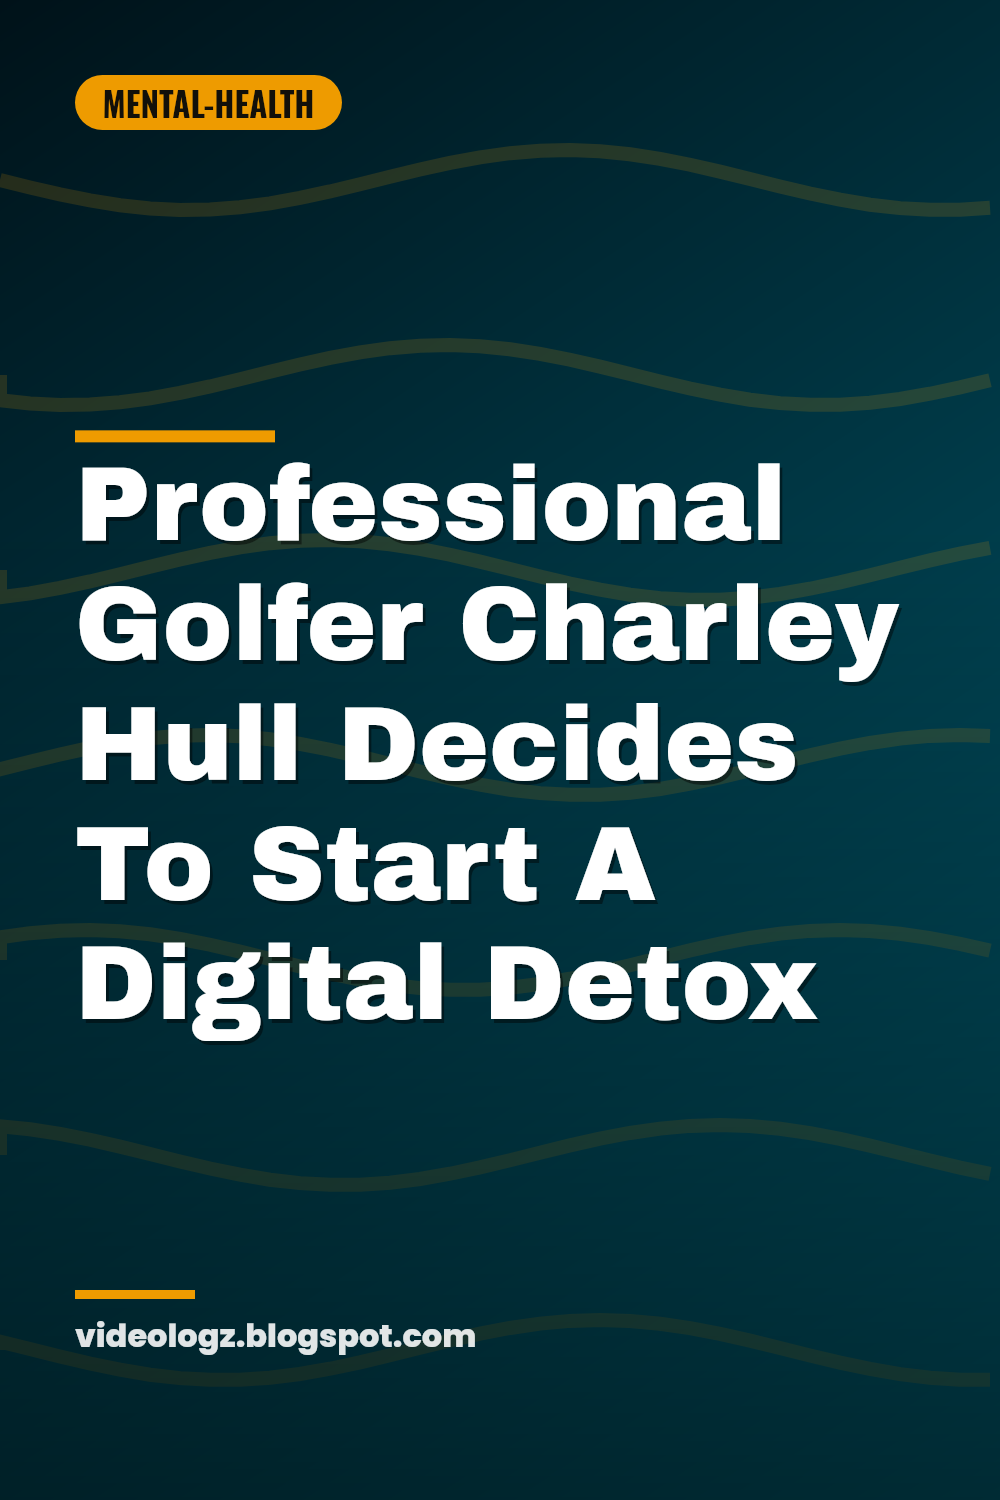 MENTAL-HEALTH
Professional
Golfer Charley
Hull Decides
To Start A
Digital Detox
videologz.blogspot.com